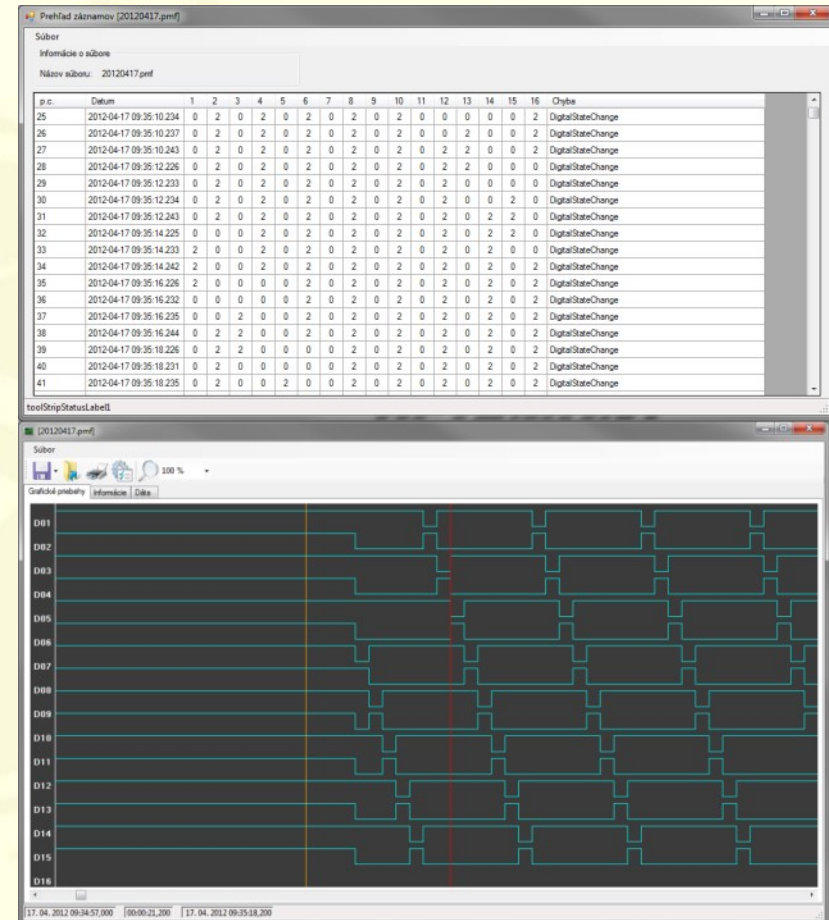 Prehľad záznamov [20120417.pmf]
Súbor
Informácie o súbore
Názov súboru: 20120417.pmf
p.c. Datum 1 2 3 4 5 6 7 8 9 10 11 12 13 14 15 16 Chyba
25 2012-04-17 09:35:10.234 0 2 0 2 0 2 0 2 0 2 0 0 0 0 0 2 DigitalStateChange
26 2012-04-17 09:35:10.237 0 2 0 2 0 2 0 2 0 2 0 0 2 0 0 2 DigitalStateChange
27 2012-04-17 09:35:10.243 0 2 0 2 0 2 0 2 0 2 0 2 2 0 0 2 DigitalStateChange
28 2012-04-17 09:35:12.226 0 2 0 2 0 2 0 2 0 2 0 2 2 0 0 0 DigitalStateChange
29 2012-04-17 09:35:12.233 0 2 0 2 0 2 0 2 0 2 0 2 0 0 0 0 DigitalStateChange
30 2012-04-17 09:35:12.234 0 2 0 2 0 2 0 2 0 2 0 2 0 0 2 0 DigitalStateChange
31 2012-04-17 09:35:12.243 0 2 0 2 0 2 0 2 0 2 0 2 0 2 2 0 DigitalStateChange
32 2012-04-17 09:35:14.225 0 0 0 2 0 2 0 2 0 2 0 2 0 2 2 0 DigitalStateChange
33 2012-04-17 09:35:14.233 2 0 0 2 0 2 0 2 0 2 0 2 0 2 0 0 DigitalStateChange
34 2012-04-17 09:35:14.242 2 0 0 2 0 2 0 2 0 2 0 2 0 2 0 2 DigitalStateChange
35 2012-04-17 09:35:16.226 2 0 0 0 0 2 0 2 0 2 0 2 0 2 0 2 DigitalStateChange
36 2012-04-17 09:35:16.232 0 0 0 0 0 2 0 2 0 2 0 2 0 2 0 2 DigitalStateChange
37 2012-04-17 09:35:16.235 0 0 2 0 0 2 0 2 0 2 0 2 0 2 0 2 DigitalStateChange
38 2012-04-17 09:35:16.244 0 2 2 0 0 2 0 2 0 2 0 2 0 2 0 2 DigitalStateChange
39 2012-04-17 09:35:18.226 0 2 2 0 0 0 0 2 0 2 0 2 0 2 0 2 DigitalStateChange
40 2012-04-17 09:35:18.231 0 2 0 0 0 0 0 2 0 2 0 2 0 2 0 2 DigitalStateChange
41 2012-04-17 09:35:18.235 0 2 0 0 2 0 0 2 0 2 0 2 0 2 0 2 DigitalStateChange
toolStripStatusLabel1
[20120417.pmf]
Súbor
100 %
Grafické priebehy Informácie Dáta
D01
D02
D03
D04
D05
D06
D07
D08
D09
D10
D11
D12
D13
D14
D15
D16
17. 04. 2012 09:34:57,000 00:00:21,200 17. 04. 2012 09:35:18,200